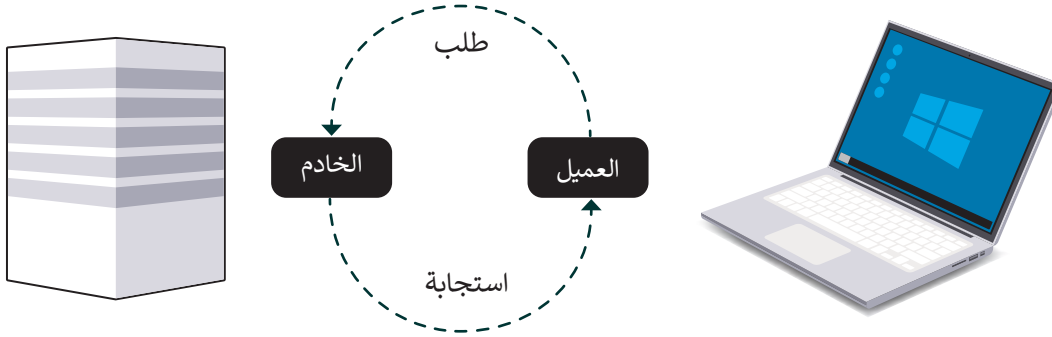 طلب
العميل
الخادم
استجابة